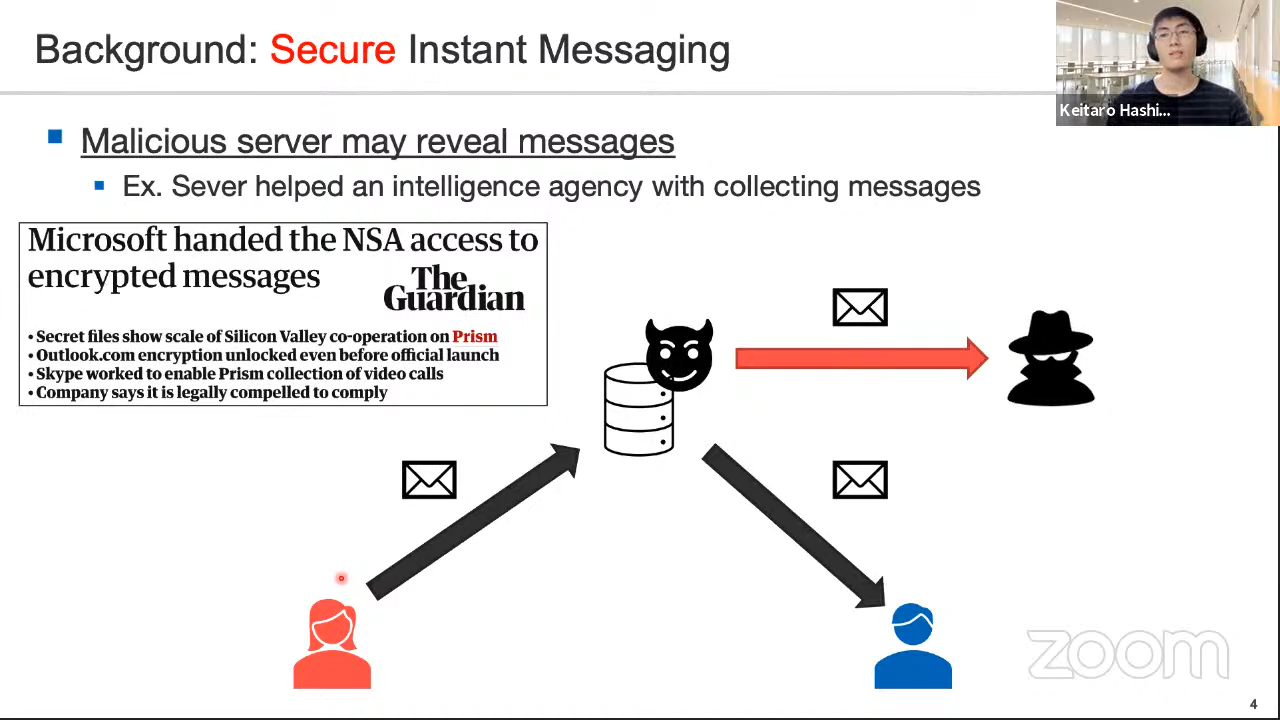 Background: Secure Instant Messaging
Keitaro Hashi...
Malicious server may reveal messages
Ex. Sever helped an intelligence agency with collecting messages
Microsoft handed the NSA access to
encrypted messages
The
Guardian
• Secret files show scale of Silicon Valley co-operation on Prism
• Outlook.com encryption unlocked even before official launch
• Skype worked to enable Prism collection of video calls
• Company says it is legally compelled to comply
zoom
4